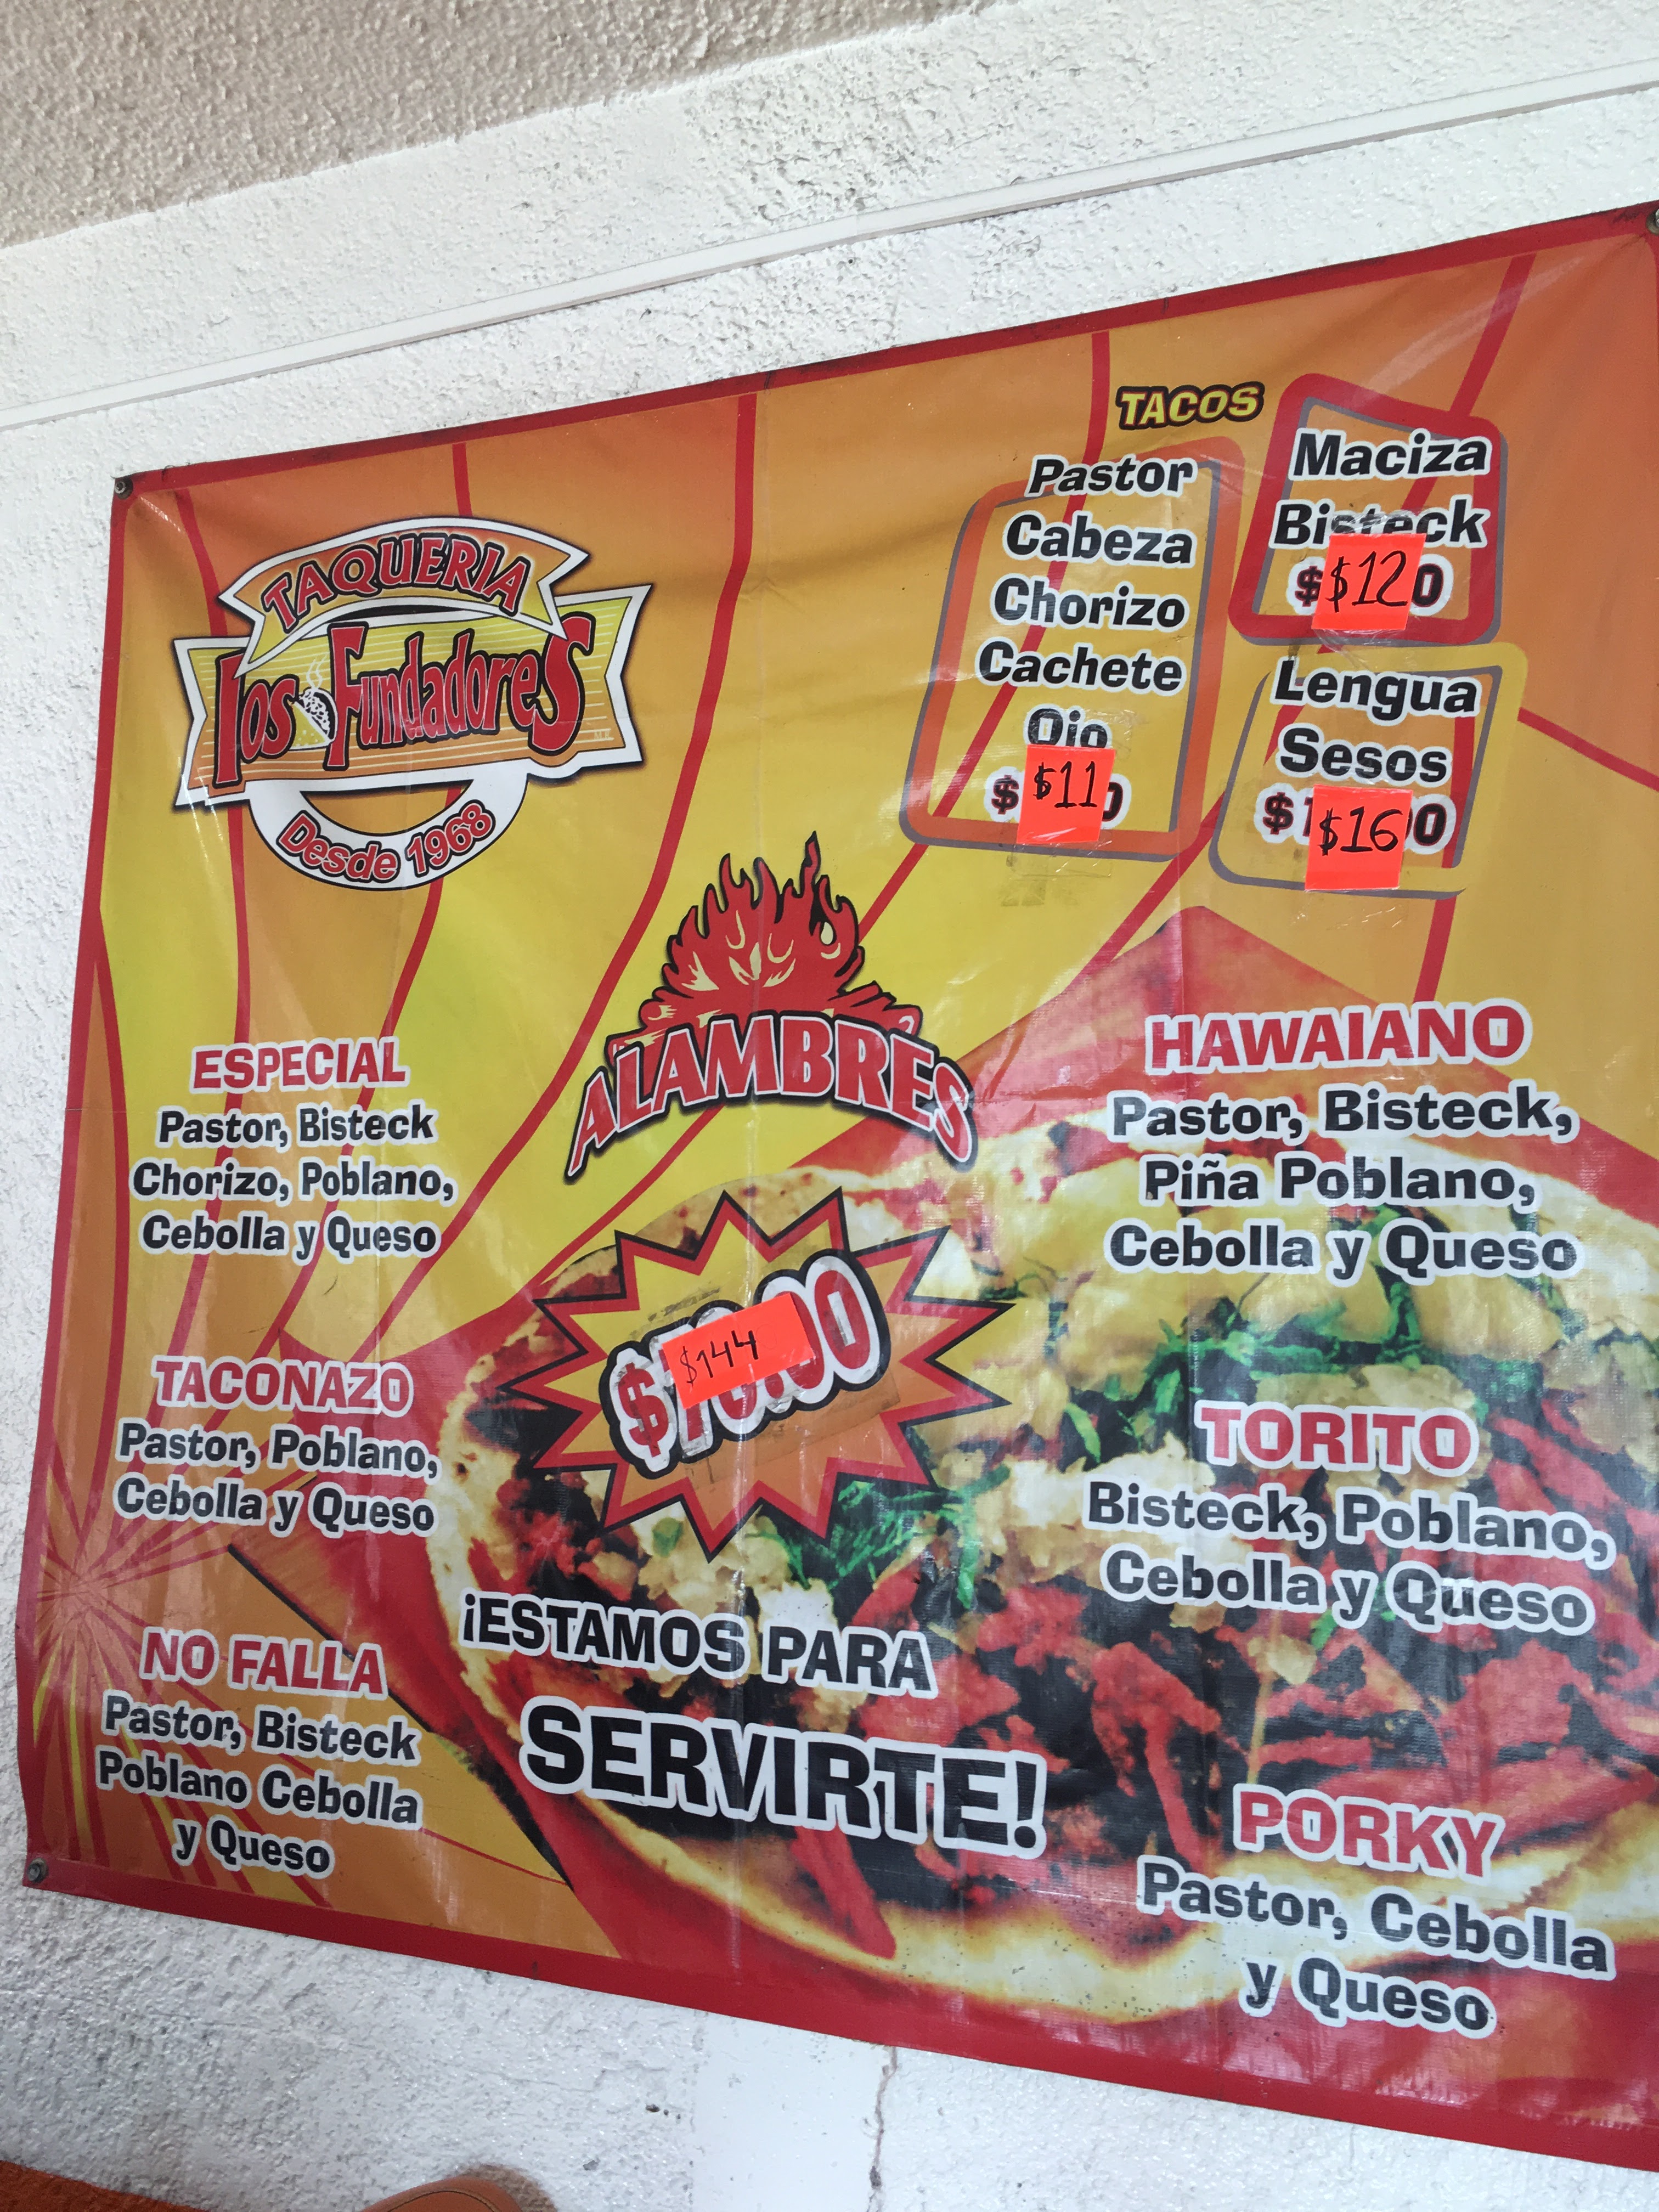 TAQUERIA
los Fundadores
Desde 1968
TACOS
Pastor
Cabeza
Chorizo
Cachete
Ojo
$11
Maciza
Bisteck
$12
Lengua
Sesos
$16
ALAMBRES
$144
ESPECIAL
Pastor, Bisteck
Chorizo, Poblano,
Cebolla y Queso
TACONAZO
Pastor, Poblano,
Cebolla y Queso
NO FALLA
Pastor, Bisteck
Poblano Cebolla
y Queso
¡ESTAMOS PARA
SERVIRTE!
HAWAIANO
Pastor, Bisteck,
Piña Poblano,
Cebolla y Queso
TORITO
Bisteck, Poblano,
Cebolla y Queso
PORKY
Pastor, Cebolla
y Queso